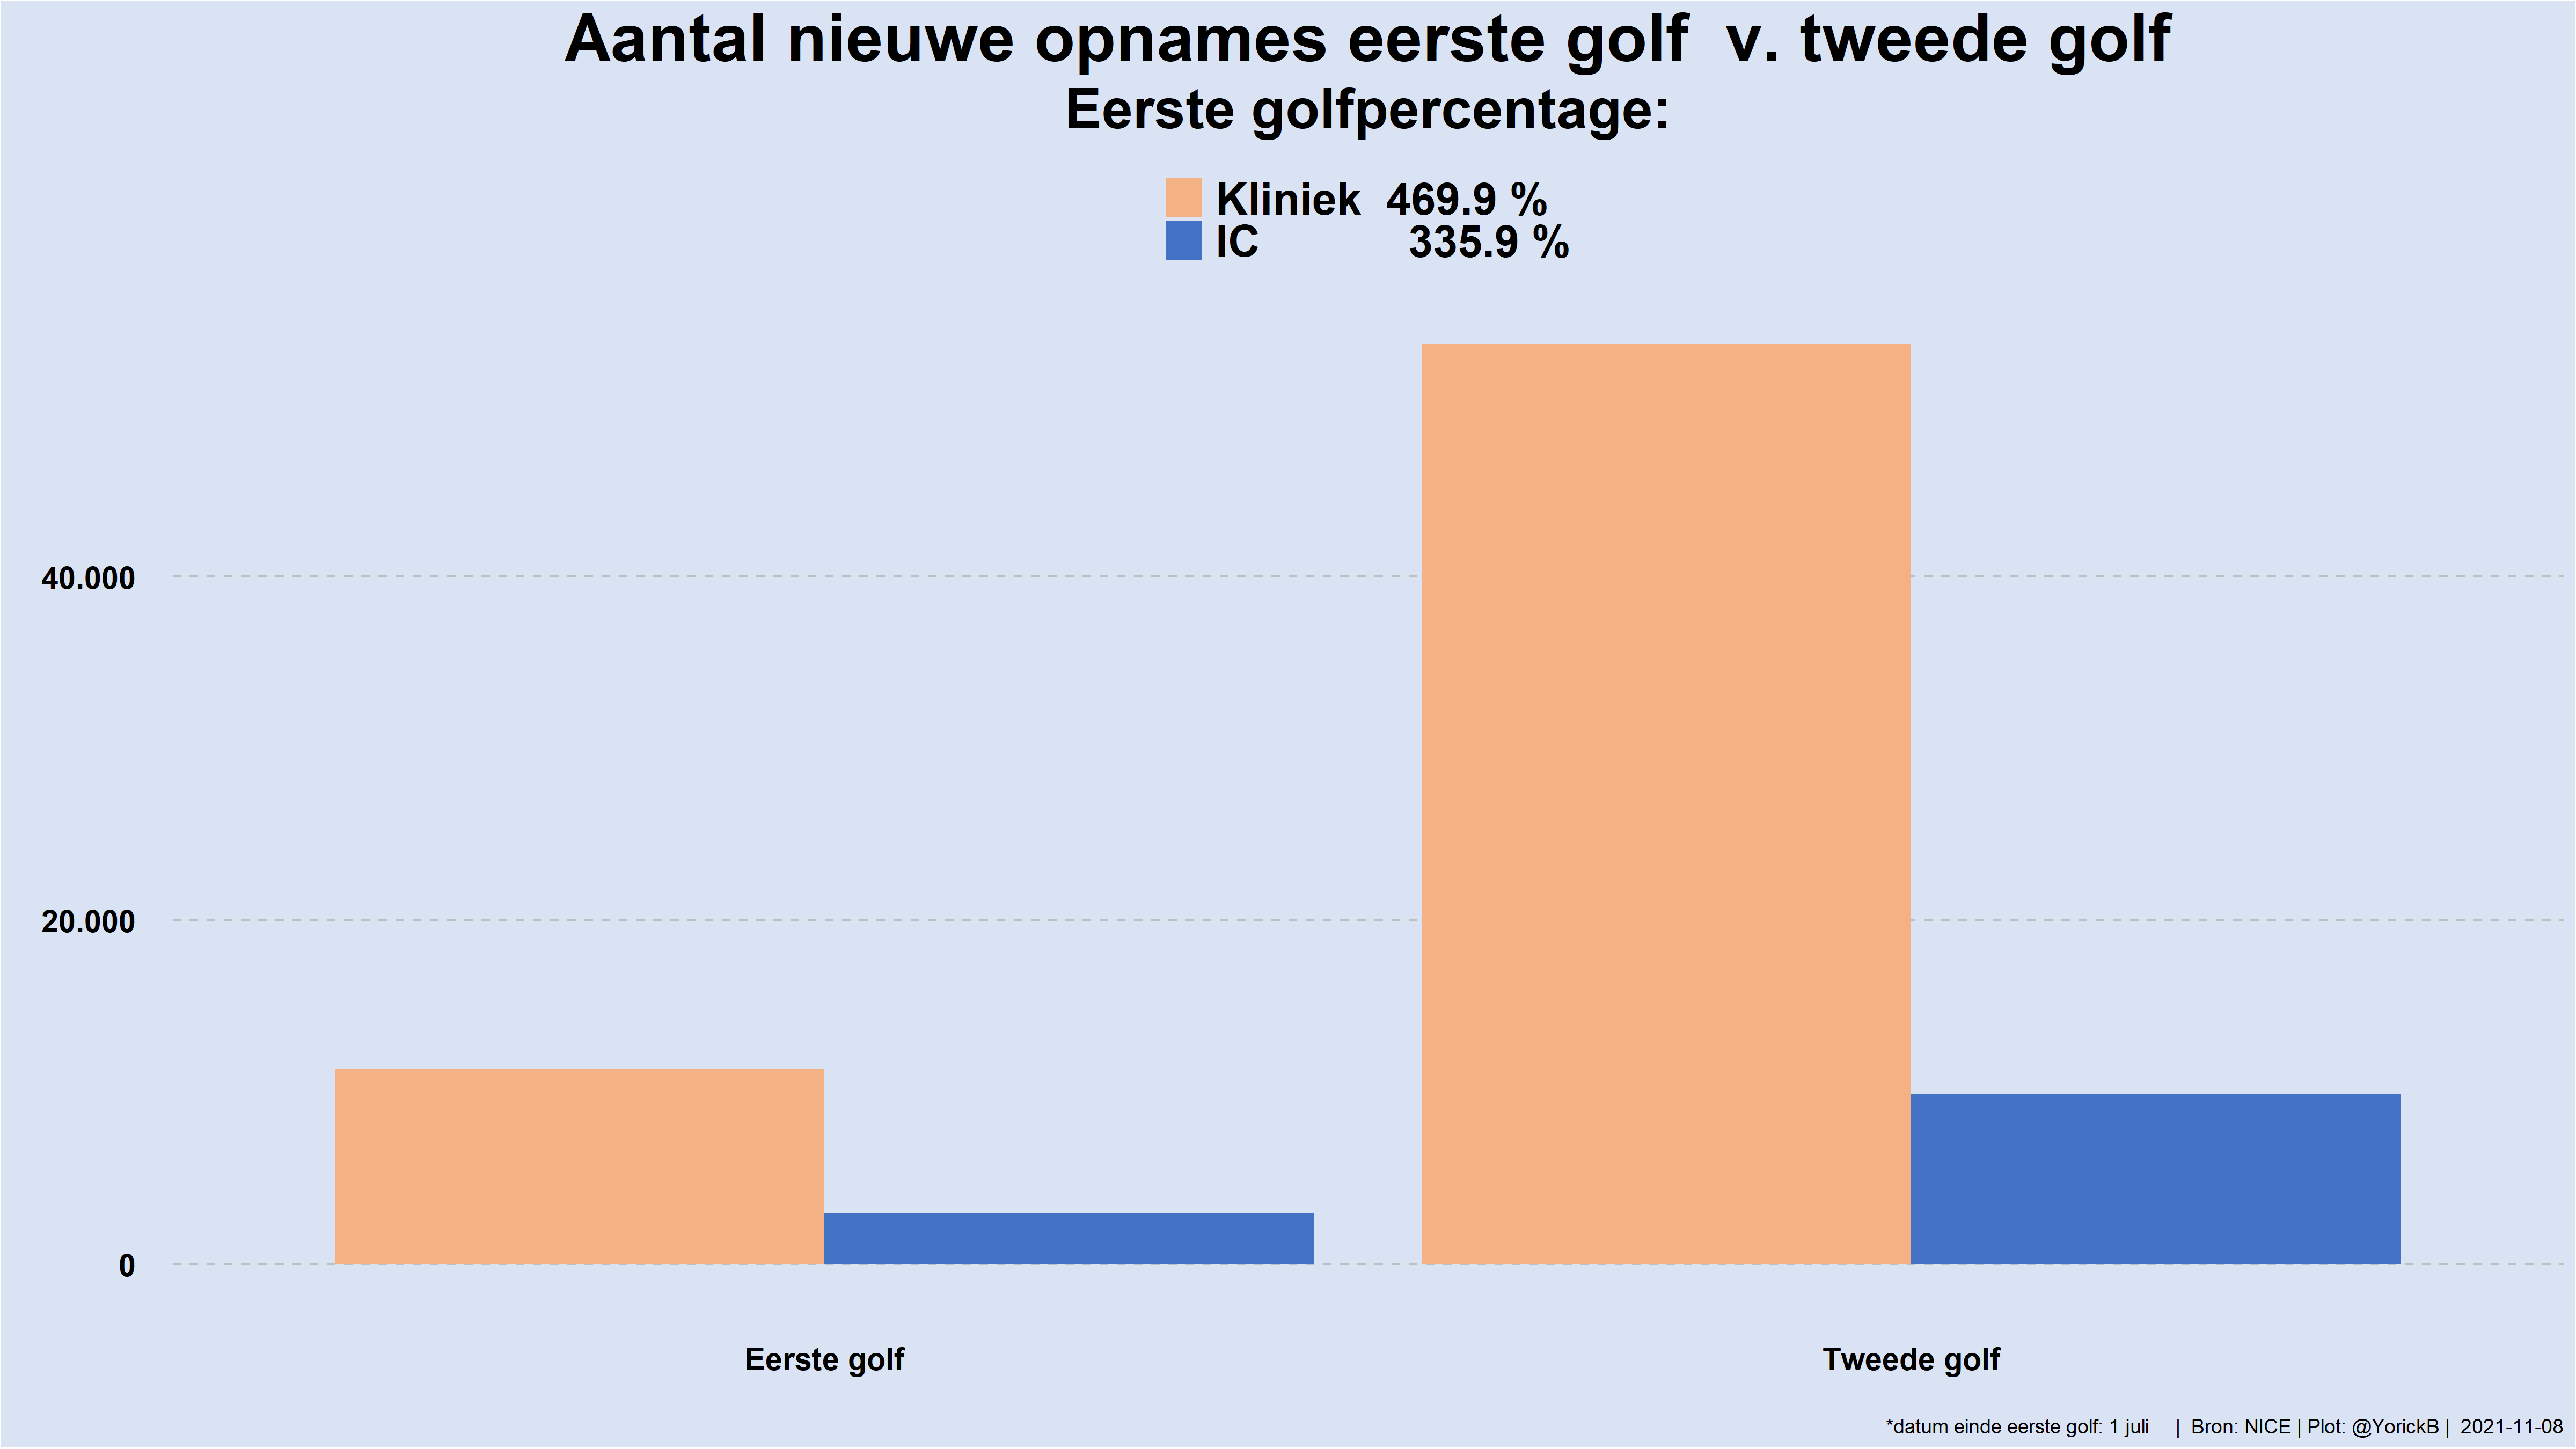 Aantal nieuwe opnames eerste golf  v. tweede golf
Eerste golfpercentage:
Kliniek  469.9 %
IC  335.9 %
40.000
20.000
0
Eerste golf
Tweede golf
*datum einde eerste golf: 1 juli  |  Bron: NICE | Plot: @YorickB |  2021-11-08